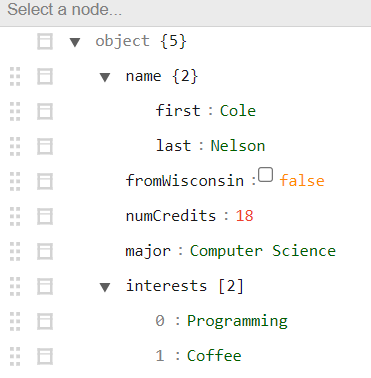 Select a node...
object {5}
name {2}
first : Cole
last : Nelson
fromWisconsin : false
numCredits : 18
major : Computer Science
interests [2]
0 : Programming
1 : Coffee